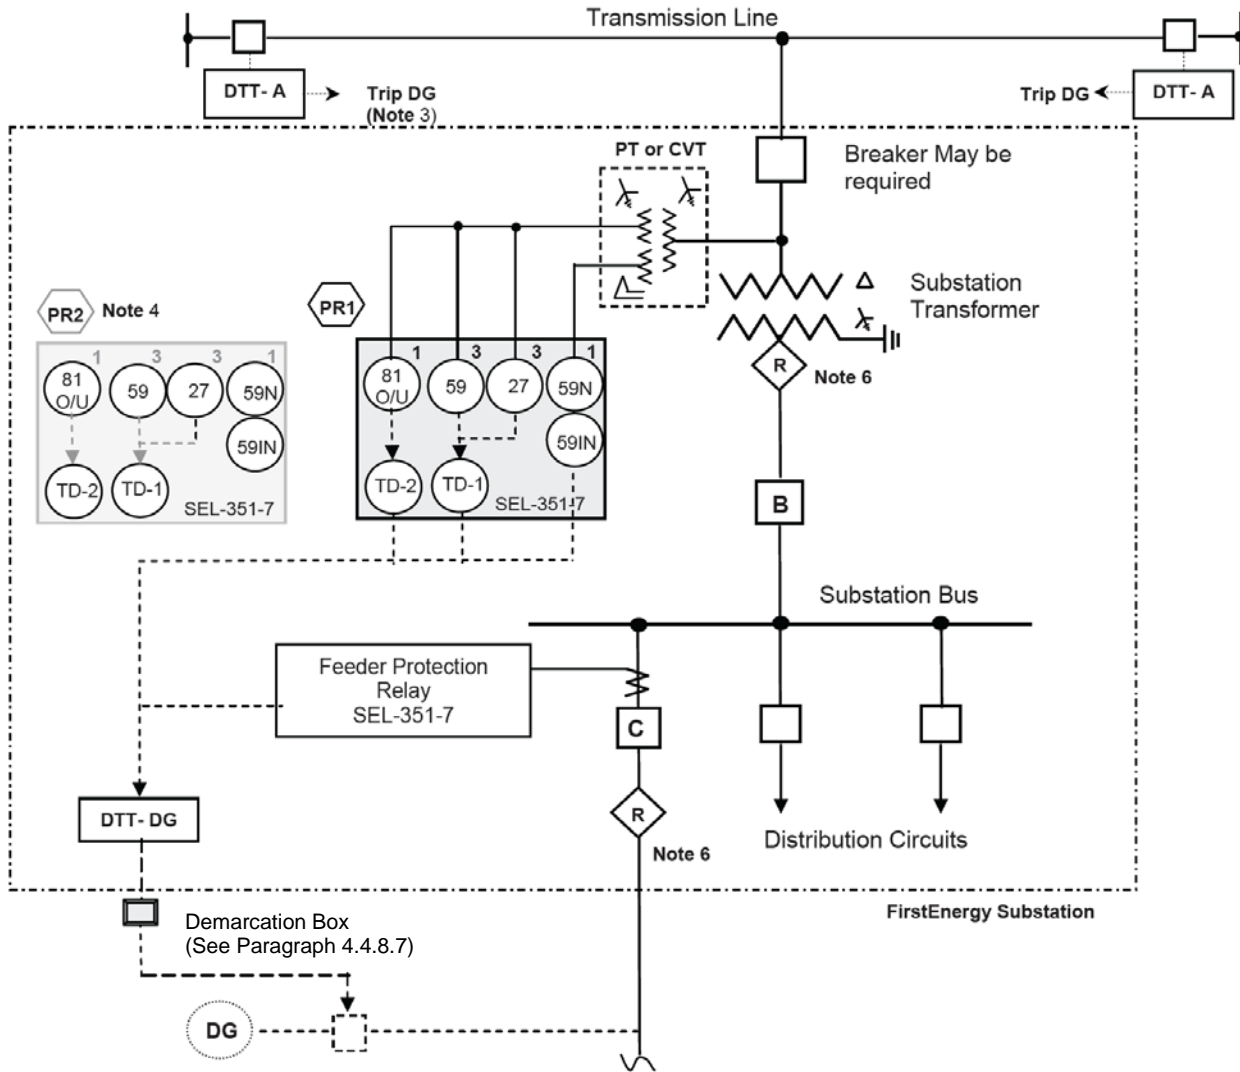 Transmission Line
DTT- A
Trip DG
(Note 3)
Trip DG
DTT- A
PT or CVT
Breaker May be
required
PR2
Note 4
PR1
Substation
Transformer
1
3
3
1
81
O/U
59
27
59N
59IN
TD-2
TD-1
SEL-351-7
1
3
3
1
81
O/U
59
27
59N
59IN
TD-2
TD-1
SEL-351-7
R
Note 6
B
Substation Bus
Feeder Protection
Relay
SEL-351-7
C
R
Note 6
DTT- DG
Distribution Circuits
FirstEnergy Substation
Demarcation Box
(See Paragraph 4.4.8.7)
DG